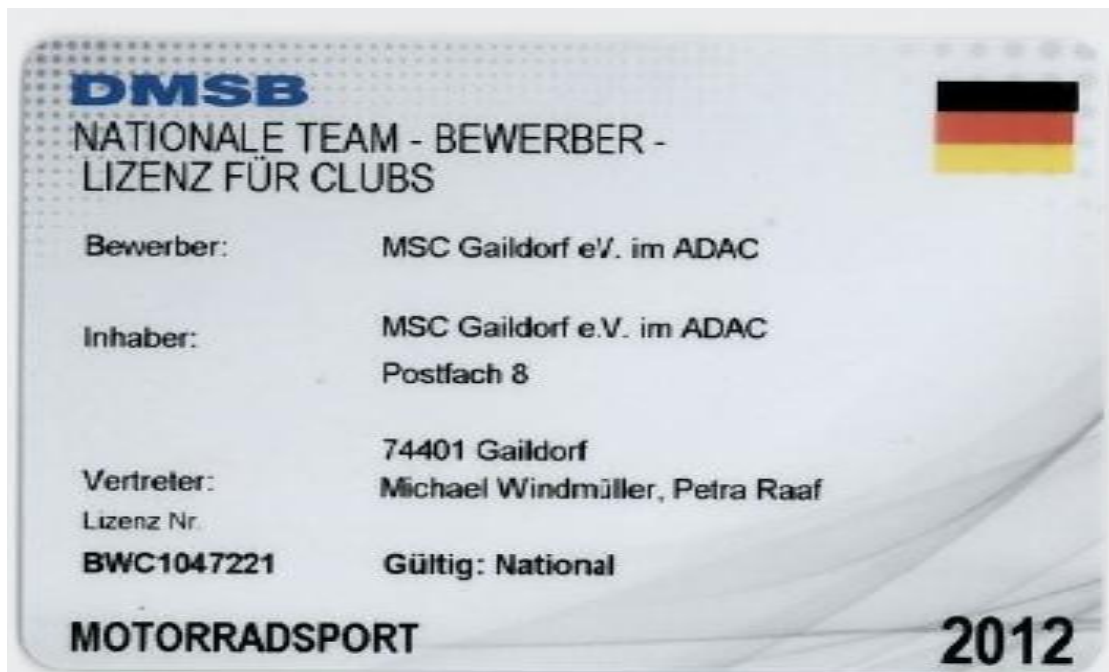 DMSB
NATIONALE TEAM - BEWERBER -
LIZENZ FÜR CLUBS
Bewerber: MSC Gaildorf eV. im ADAC
Inhaber: MSC Gaildorf e.V. im ADAC
Postfach 8
74401 Gaildorf
Vertreter: Michael Windmüller, Petra Raaf
Lizenz Nr.
BWC1047221 Gültig: National
MOTORRADSPORT 2012